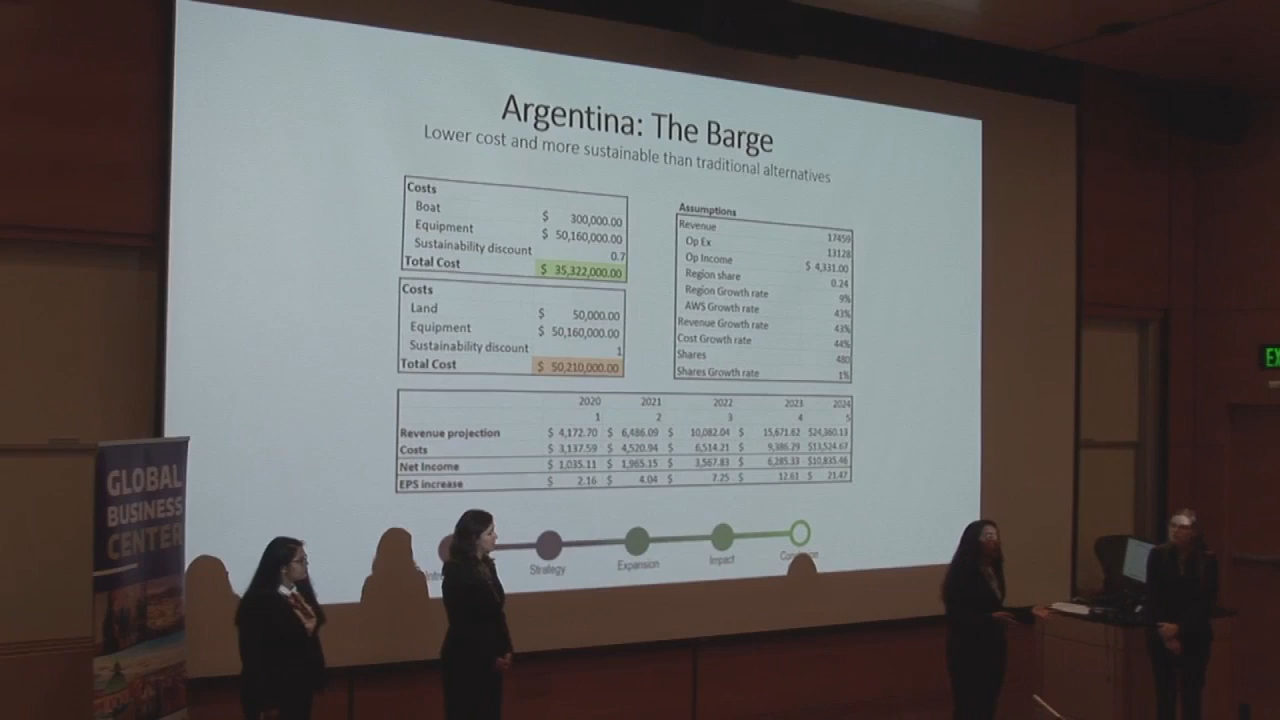 Argentina: The Barge
Lower cost and more sustainable than traditional alternatives
Costs
Boat $ 300,000.00
Equipment $ 50,160,000.00
Sustainability discount 0.7
Total Cost $ 35,322,000.00
Costs
Land $ 50,000.00
Equipment $ 50,160,000.00
Sustainability discount 1
Total Cost $ 50,210,000.00
Assumptions
Revenue 17459
Op Ex 13128
Op Income $ 4,331.00
Region share 0.24
Region Growth rate 9%
AWS Growth rate 43%
Revenue Growth rate 43%
Cost Growth rate 44%
Shares 480
Shares Growth rate 1%
2020 2021 2022 2023 2024
1 2 3 4 5
Revenue projection $ 4,172.70 $ 6,486.09 $ 10,082.04 $ 15,671.62 $24,360.13
Costs $ 3,137.59 $ 4,520.94 $ 6,514.21 $ 9,386.29 $13,524.67
Net Income $ 1,035.11 $ 1,965.15 $ 3,567.83 $ 6,285.33 $10,835.46
EPS increase $ 2.16 $ 4.04 $ 7.25 $ 12.61 $ 21.47
Strategy
Expansion
Impact
GLOBAL
BUSINESS
CENTER
EX